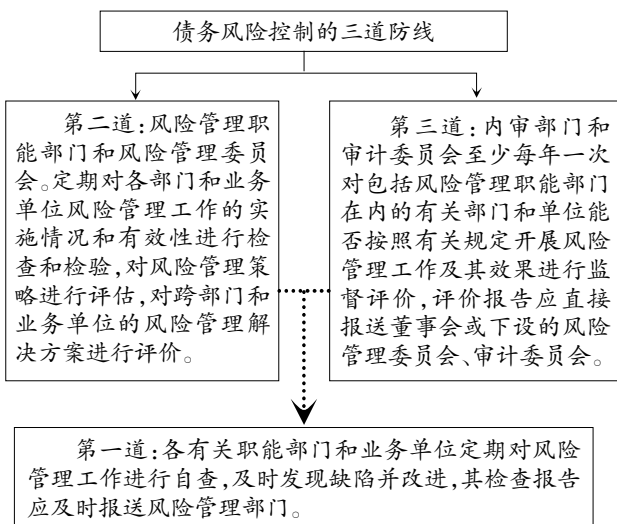 债务风险控制的三道防线
第二道:风险管理职
能部门和风险管理委员
会。定期对各部门和业务
单位风险管理工作的实
施情况和有效性进行检
查和检验,对风险管理策
略进行评估,对跨部门和
业务单位的风险管理解
决方案进行评价。
第三道:内审部门和
审计委员会至少每年一次
对包括风险管理职能部门
在内的有关部门和单位能
否按照有关规定开展风险
管理工作及其效果进行监
督评价,评价报告应直接
报送董事会或下设的风险
管理委员会、审计委员会。
第一道:各有关职能部门和业务单位定期对风险
管理工作进行自查,及时发现缺陷并改进,其检查报告
应及时报送风险管理部门。